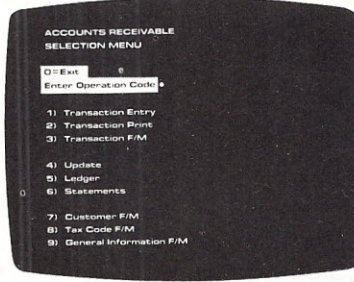 ACCOUNTS RECEIVABLE
SELECTION MENU
0=Exit
Enter Operation Code
1) Transaction Entry
2) Transaction Print
3) Transaction F/M
4) Update
5) Ledger
6) Statements
7) Customer F/M
8) Tax Code F/M
9) General Information F/M